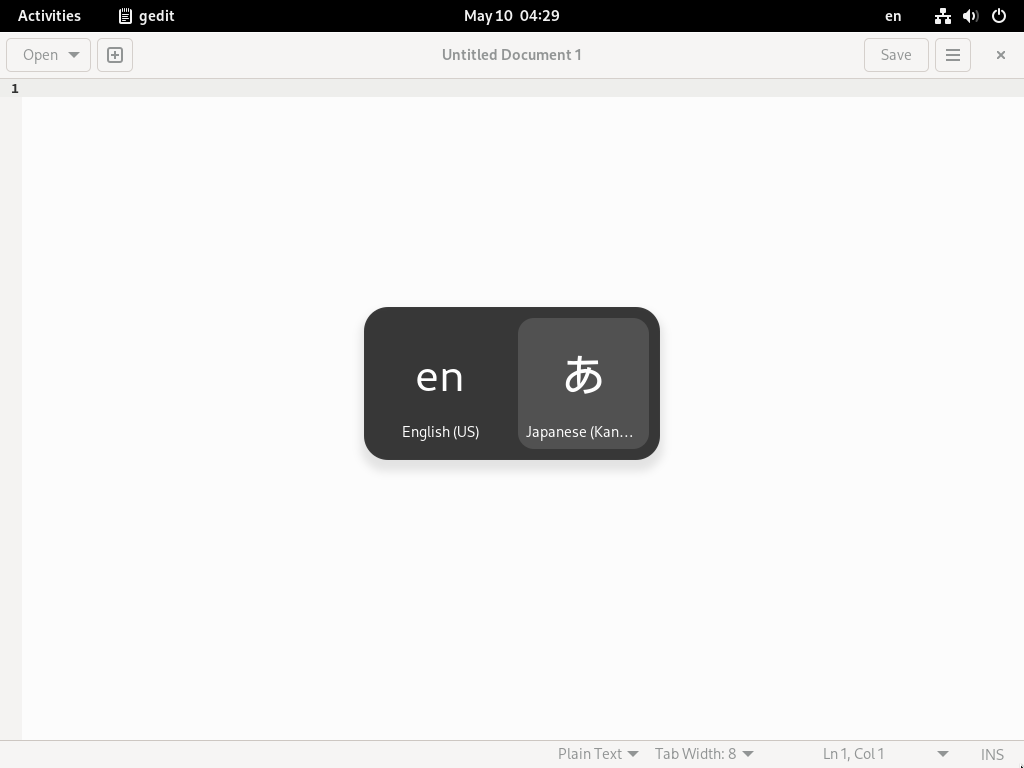 Activities gedit May 10 04:29 en
Open Untitled Document 1 Save
1
en あ
English (US) Japanese (Kan...
Plain Text Tab Width: 8 Ln 1, Col 1 INS